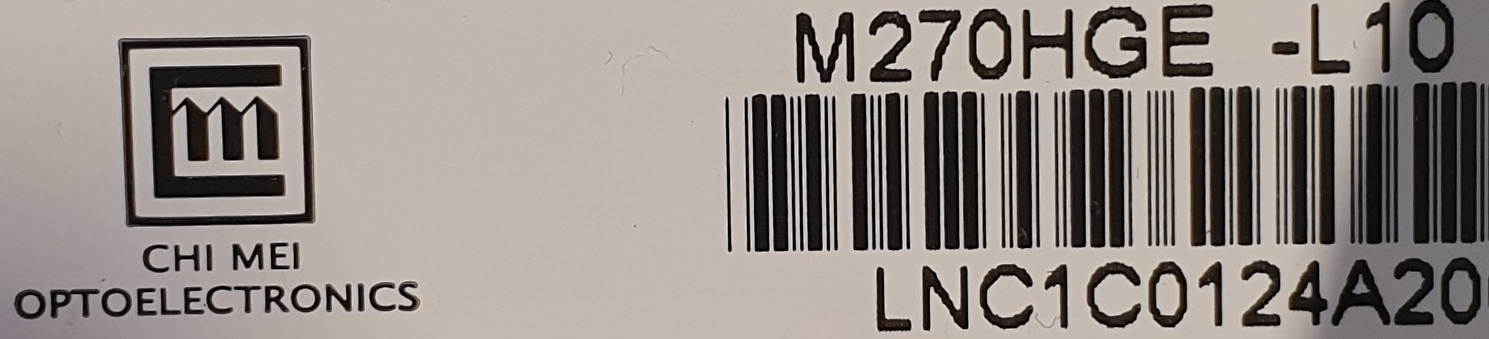 M270HGE -L10
CHI MEI
OPTOELECTRONICS
LNC1C0124A20